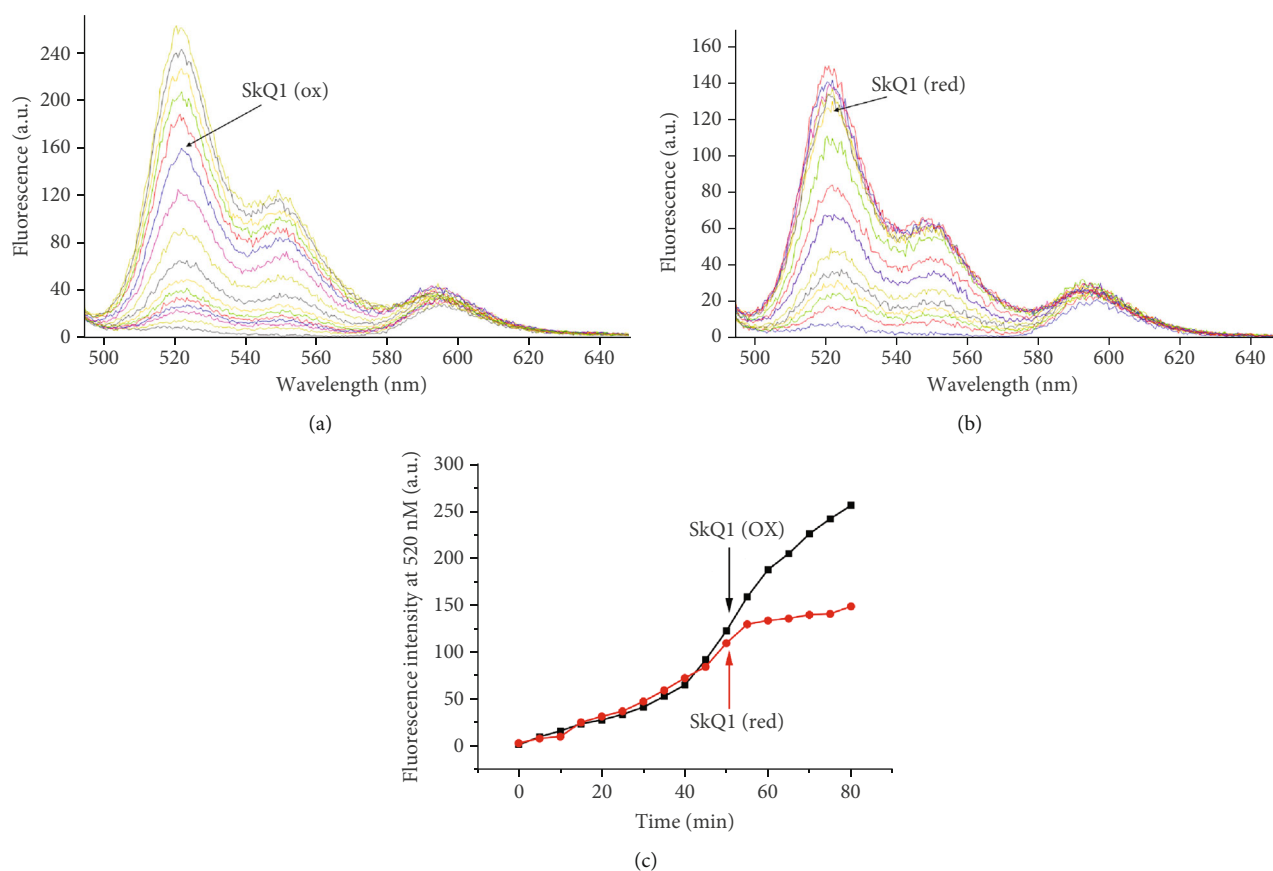 240
200
160
120
80
40
0
Fluorescence (a.u.)
SkQ1 (ox)
500 520 540 560 580 600 620 640
Wavelength (nm)
(a)
160
140
120
100
80
60
40
20
0
Fluorescence (a.u.)
SkQ1 (red)
500 520 540 560 580 600 620 640
Wavelength (nm)
(b)
300
250
200
150
100
50
0
Fluorescence intensity at 520 nM (a.u.)
SkQ1 (OX)
SkQ1 (red)
0 20 40 60 80
Time (min)
(c)